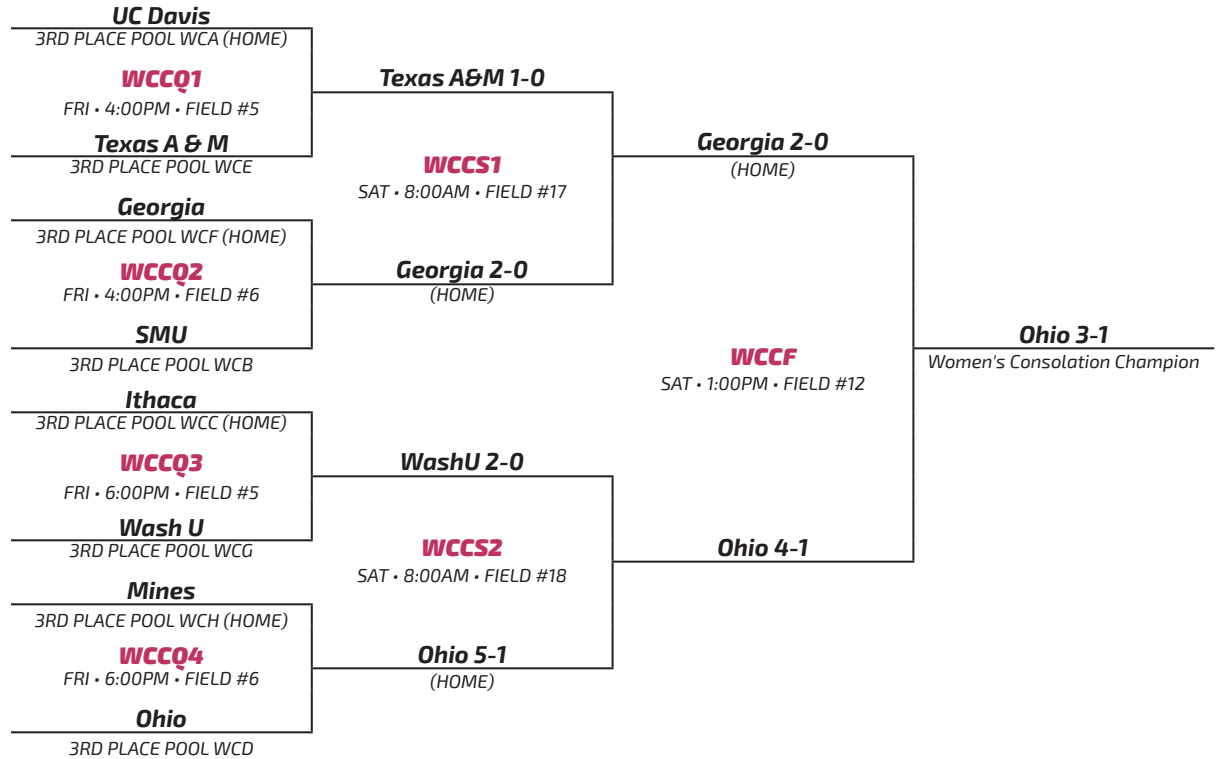 UC Davis
3RD PLACE POOL WCA (HOME)
WCCQ1
FRI • 4:00PM • FIELD #5
Texas A & M
3RD PLACE POOL WCE
Georgia
3RD PLACE POOL WCF (HOME)
WCCQ2
FRI • 4:00PM • FIELD #6
SMU
3RD PLACE POOL WCB
Ithaca
3RD PLACE POOL WCC (HOME)
WCCQ3
FRI • 6:00PM • FIELD #5
Wash U
3RD PLACE POOL WCG
Mines
3RD PLACE POOL WCH (HOME)
WCCQ4
FRI • 6:00PM • FIELD #6
Ohio
3RD PLACE POOL WCD
Texas A&M 1-0
WCCS1
SAT • 8:00AM • FIELD #17
Georgia 2-0
(HOME)
WashU 2-0
WCCS2
SAT • 8:00AM • FIELD #18
Ohio 5-1
(HOME)
Georgia 2-0
(HOME)
WCCF
SAT • 1:00PM • FIELD #12
Ohio 4-1
Ohio 3-1
Women's Consolation Champion